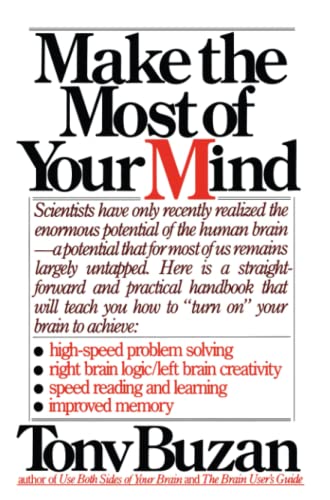 Make the
Most of
Your Mind
Scientists have only recently realized the
enormous potential of the human brain
—a potential that for most of us remains
largely untapped. Here is a straight-
forward and practical handbook that
will teach you how to "turn on" your
brain to achieve:
● high-speed problem solving
● right brain logic/left brain creativity
● speed reading and learning
● improved memory
Tony Buzan
author of Use Both Sides of Your Brain and The Brain User's Guide